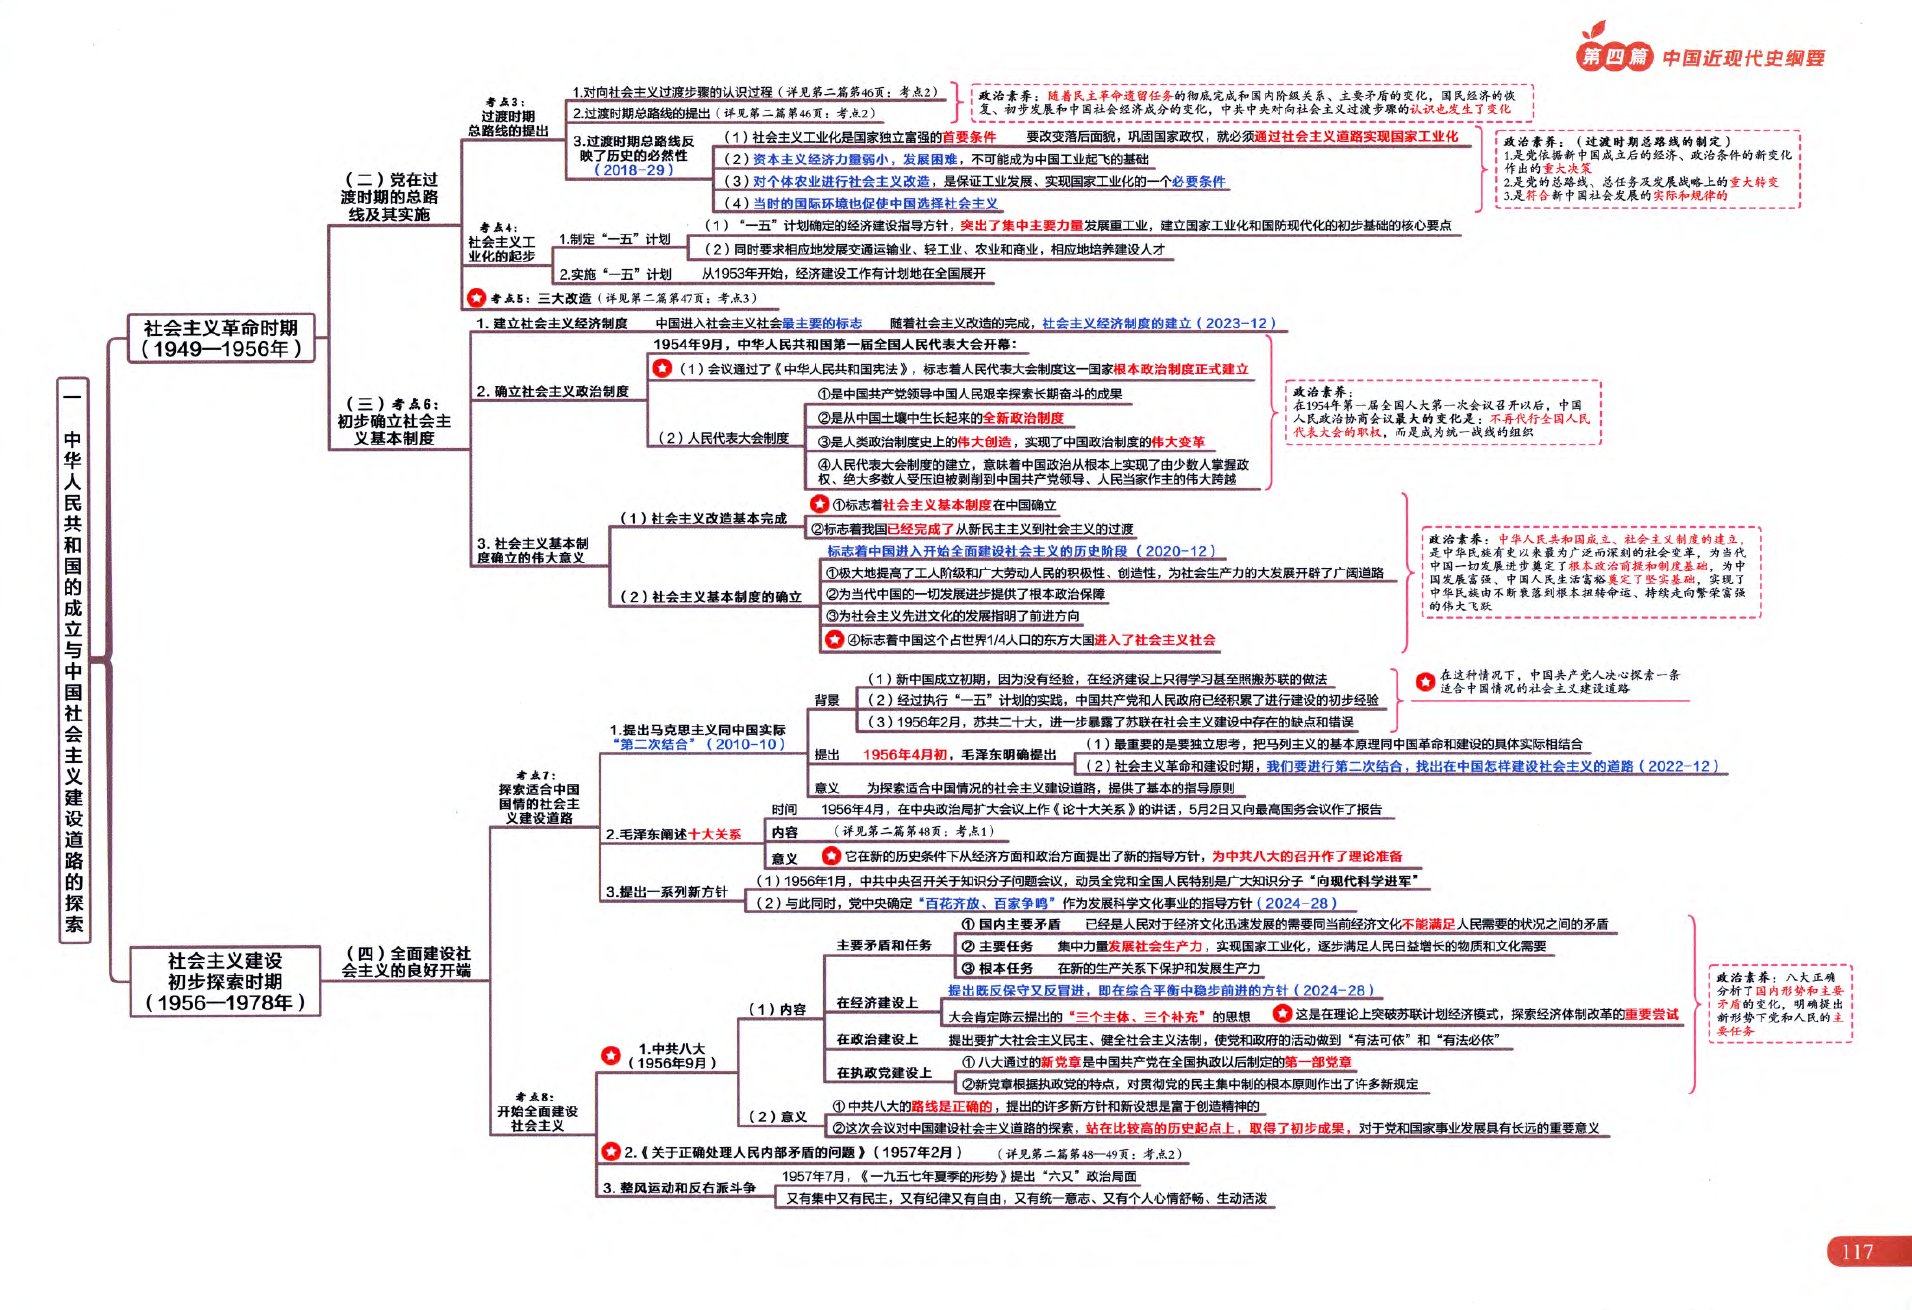 第四篇 中国近现代史纲要
一 中华人民共和国的成立与中国社会主义建设道路的探索
社会主义革命时期
（1949—1956年）
（二）党在过
渡时期的总路
线及其实施
考点3：
过渡时期
总路线的提出
1.对向社会主义过渡步骤的认识过程（详见第二篇第46页：考点2）
政治素养：随着民主革命遗留任务的彻底完成和国内阶级关系、主要矛盾的变化，国民经济的恢
复、初步发展和中国社会经济成分的变化，中共中央对向社会主义过渡步骤的认识也发生了变化
2.过渡时期总路线的提出（详见第二篇第46页：考点2）
3.过渡时期总路线反
映了历史的必然性
（2018-29）
（1）社会主义工业化是国家独立富强的首要条件 要改变落后面貌，巩固国家政权，就必须通过社会主义道路实现国家工业化
（2）资本主义经济力量弱小，发展困难，不可能成为中国工业起飞的基础
（3）对个体农业进行社会主义改造，是保证工业发展、实现国家工业化的一个必要条件
（4）当时的国际环境也促使中国选择社会主义
政治素养：（过渡时期总路线的制定）
1.是党依据新中国成立后的经济、政治条件的新变化
作出的重大决策
2.是党的总路线、总任务及发展战略上的重大转变
3.是符合新中国社会发展的实际和规律的
考点4：
社会主义工
业化的起步
1.制定“一五”计划
（1）“一五”计划确定的经济建设指导方针，突出了集中主要力量发展重工业，建立国家工业化和国防现代化的初步基础的核心要点
（2）同时要求相应地发展交通运输业、轻工业、农业和商业，相应地培养建设人才
2.实施“一五”计划 从1953年开始，经济建设工作有计划地在全国展开
考点5：三大改造（详见第二篇第47页：考点3）
（三）考点6：
初步确立社会主
义基本制度
1. 建立社会主义经济制度 中国进入社会主义社会最主要的标志 随着社会主义改造的完成，社会主义经济制度的建立（2023-12）
2. 确立社会主义政治制度
1954年9月，中华人民共和国第一届全国人民代表大会开幕：
（1）会议通过了《中华人民共和国宪法》，标志着人民代表大会制度这一国家根本政治制度正式建立
（2）人民代表大会制度
①是中国共产党领导中国人民艰辛探索长期奋斗的成果
②是从中国土壤中生长起来的全新政治制度
③是人类政治制度史上的伟大创造，实现了中国政治制度的伟大变革
④人民代表大会制度的建立，意味着中国政治从根本上实现了由少数人掌握政
权、绝大多数人受压迫被剥削到中国共产党领导、人民当家作主的伟大跨越
政治素养：
在1954年第一届全国人大第一次会议召开以后，中国
人民政治协商会议最大的变化是：不再代行全国人民
代表大会的职权，而是成为统一战线的组织
3. 社会主义基本制
度确立的伟大意义
（1）社会主义改造基本完成
①标志着社会主义基本制度在中国确立
②标志着我国已经完成了从新民主主义到社会主义的过渡
（2）社会主义基本制度的确立
标志着中国进入开始全面建设社会主义的历史阶段（2020-12）
①极大地提高了工人阶级和广大劳动人民的积极性、创造性，为社会生产力的大发展开辟了广阔道路
②为当代中国的一切发展进步提供了根本政治保障
③为社会主义先进文化的发展指明了前进方向
④标志着中国这个占世界1/4人口的东方大国进入了社会主义社会
政治素养：中华人民共和国成立、社会主义制度的建立，
是中华民族有史以来最为广泛而深刻的社会变革，为当代
中国一切发展进步奠定了根本政治前提和制度基础，为中
国发展富强、中国人民生活富裕奠定了坚实基础，实现了
中华民族由不断衰落到根本扭转命运、持续走向繁荣富强
的伟大飞跃
社会主义建设
初步探索时期
（1956—1978年）
（四）全面建设社
会主义的良好开端
考点7：
探索适合中国
国情的社会主
义建设道路
1.提出马克思主义同中国实际
“第二次结合”（2010-10）
背景
（1）新中国成立初期，因为没有经验，在经济建设上只得学习甚至照搬苏联的做法
（2）经过执行“一五”计划的实践，中国共产党和人民政府已经积累了进行建设的初步经验
（3）1956年2月，苏共二十大，进一步暴露了苏联在社会主义建设中存在的缺点和错误
在这种情况下，中国共产党人决心探索一条
适合中国情况的社会主义建设道路
提出 1956年4月初，毛泽东明确提出
（1）最重要的是要独立思考，把马列主义的基本原理同中国革命和建设的具体实际相结合
（2）社会主义革命和建设时期，我们要进行第二次结合，找出在中国怎样建设社会主义的道路（2022-12）
意义 为探索适合中国情况的社会主义建设道路，提供了基本的指导原则
2.毛泽东阐述十大关系
时间 1956年4月，在中央政治局扩大会议上作《论十大关系》的讲话，5月2日又向最高国务会议作了报告
内容 （详见第二篇第48页：考点1）
意义 它在新的历史条件下从经济方面和政治方面提出了新的指导方针，为中共八大的召开作了理论准备
3.提出一系列新方针
（1）1956年1月，中共中央召开关于知识分子问题会议，动员全党和全国人民特别是广大知识分子“向现代科学进军”
（2）与此同时，党中央确定“百花齐放、百家争鸣”作为发展科学文化事业的指导方针（2024-28）
考点8：
开始全面建设
社会主义
1.中共八大
（1956年9月）
（1）内容
主要矛盾和任务
① 国内主要矛盾 已经是人民对于经济文化迅速发展的需要同当前经济文化不能满足人民需要的状况之间的矛盾
② 主要任务 集中力量发展社会生产力，实现国家工业化，逐步满足人民日益增长的物质和文化需要
③ 根本任务 在新的生产关系下保护和发展生产力
在经济建设上
提出既反保守又反冒进，即在综合平衡中稳步前进的方针（2024-28）
大会肯定陈云提出的“三个主体、三个补充”的思想 这是在理论上突破苏联计划经济模式，探索经济体制改革的重要尝试
在政治建设上 提出要扩大社会主义民主、健全社会主义法制，使党和政府的活动做到“有法可依”和“有法必依”
在执政党建设上
①八大通过的新党章是中国共产党在全国执政以后制定的第一部党章
②新党章根据执政党的特点，对贯彻党的民主集中制的根本原则作出了许多新规定
政治素养：八大正确
分析了国内形势和主要
矛盾的变化，明确提出
新形势下党和人民的主
要任务
（2）意义
①中共八大的路线是正确的，提出的许多新方针和新设想是富于创造精神的
②这次会议对中国建设社会主义道路的探索，站在比较高的历史起点上，取得了初步成果，对于党和国家事业发展具有长远的重要意义
2.《关于正确处理人民内部矛盾的问题》（1957年2月） （详见第二篇第48—49页：考点2）
3. 整风运动和反右派斗争
1957年7月，《一九五七年夏季的形势》提出“六又”政治局面
又有集中又有民主，又有纪律又有自由，又有统一意志、又有个人心情舒畅、生动活泼
117